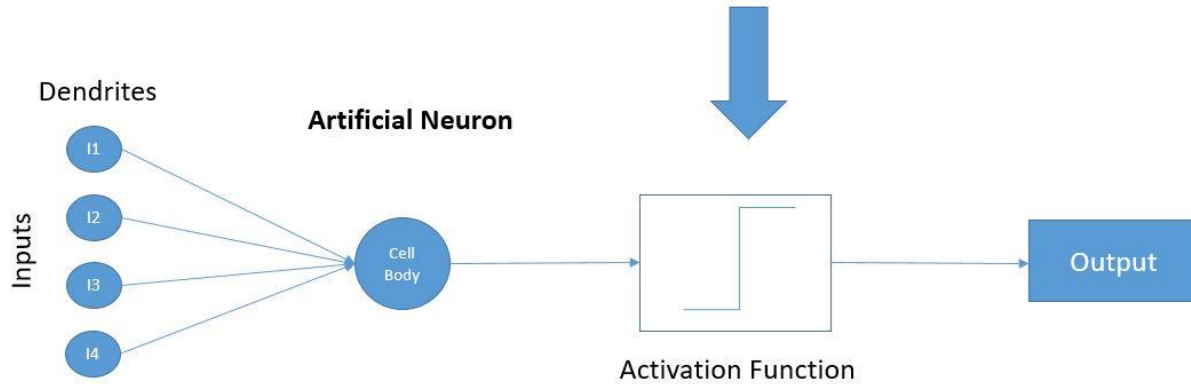 Dendrites
Artificial Neuron
Inputs
I1
I2
I3
I4
Cell
Body
Output
Activation Function